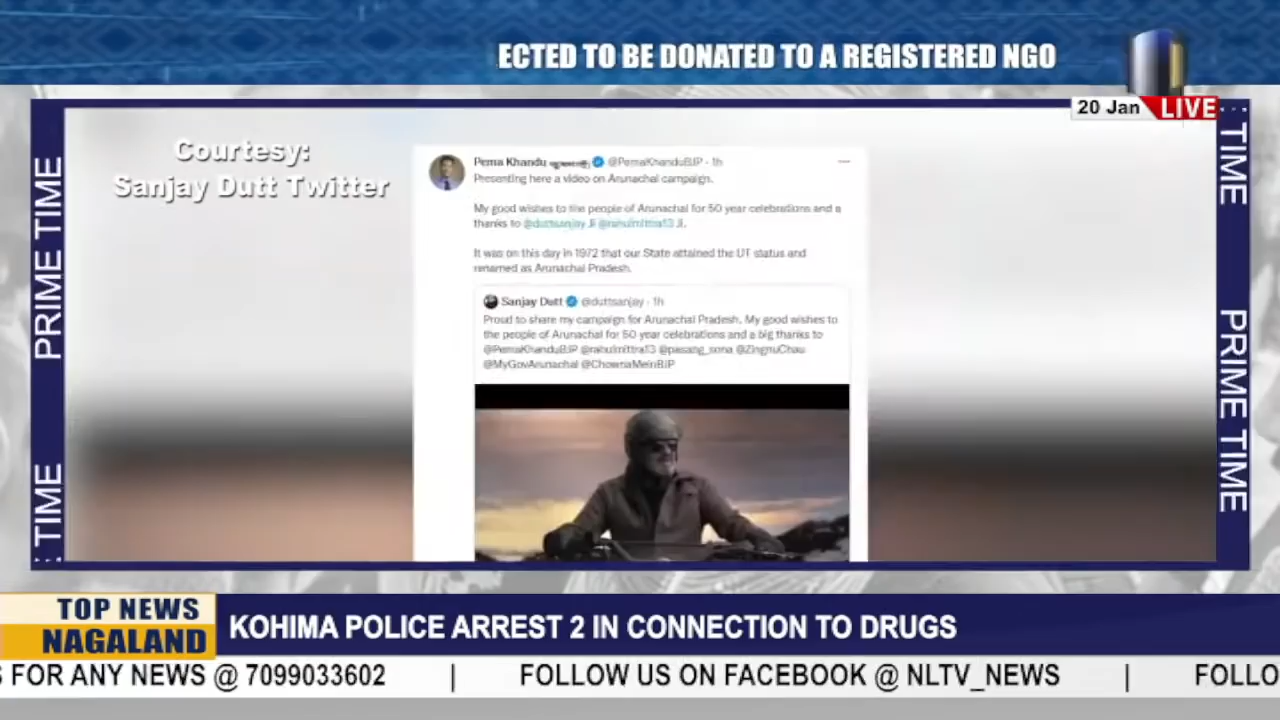 ECTED TO BE DONATED TO A REGISTERED NGO
20 Jan LIVE
Courtesy:
Sanjay Dutt Twitter
PRIME TIME
: TIME
TIME
PRIME TIME
Pema Khandu @PemaKhanduBJP · 1h
Presenting here a video on Arunachal campaign.
My good wishes to the people of Arunachal for 50 year celebrations and a
thanks to @duttsanjay Ji @rahulmittra13 Ji.
It was on this day in 1972 that our State attained the UT status and
renamed as Arunachal Pradesh.
Sanjay Dutt @duttsanjay · 1h
Proud to share my campaign for Arunachal Pradesh. My good wishes to
the people of Arunachal for 50 year celebrations and a big thanks to
@PemaKhanduBJP @rahulmittra13 @pasang_sona @ZingnuChau
@MyGovArunachal @ChownaMeinBJP
TOP NEWS
NAGALAND
KOHIMA POLICE ARREST 2 IN CONNECTION TO DRUGS
S FOR ANY NEWS @ 7099033602 | FOLLOW US ON FACEBOOK @ NLTV_NEWS | FOLLO